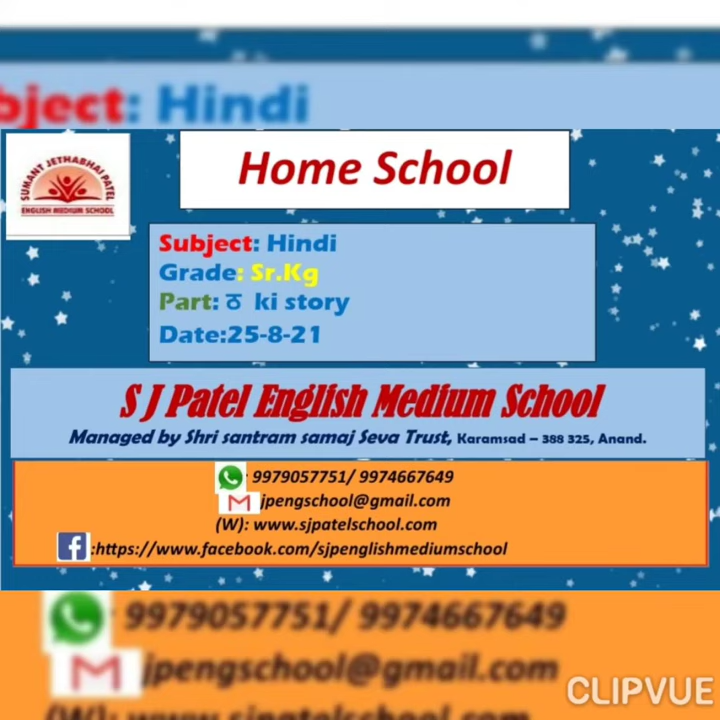 bject: Hindi
SUMANT JETHABHAI PATEL
ENGLISH MEDIUM SCHOOL
Home School
Subject: Hindi
Grade: Sr.Kg
Part: ठ ki story
Date:25-8-21
S J Patel English Medium School
Managed by Shri santram samaj Seva Trust, Karamsad – 388 325, Anand.
9979057751/ 9974667649
jpengschool@gmail.com
(W): www.sjpatelschool.com
:https://www.facebook.com/sjpenglishmediumschool
9979057751/ 9974667649
jpengschool@gmail.com
CLIPVUE